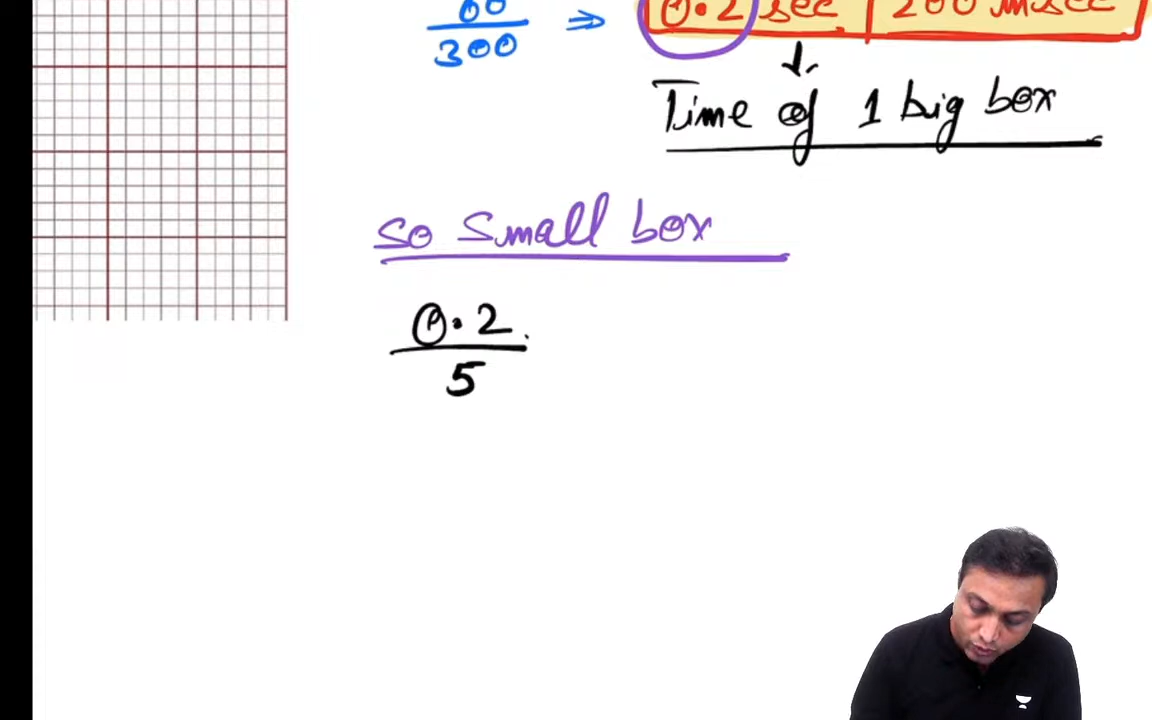 300 ⇒ 0.2 sec | 200 msec
Time of 1 big box
So small box
0.2
5